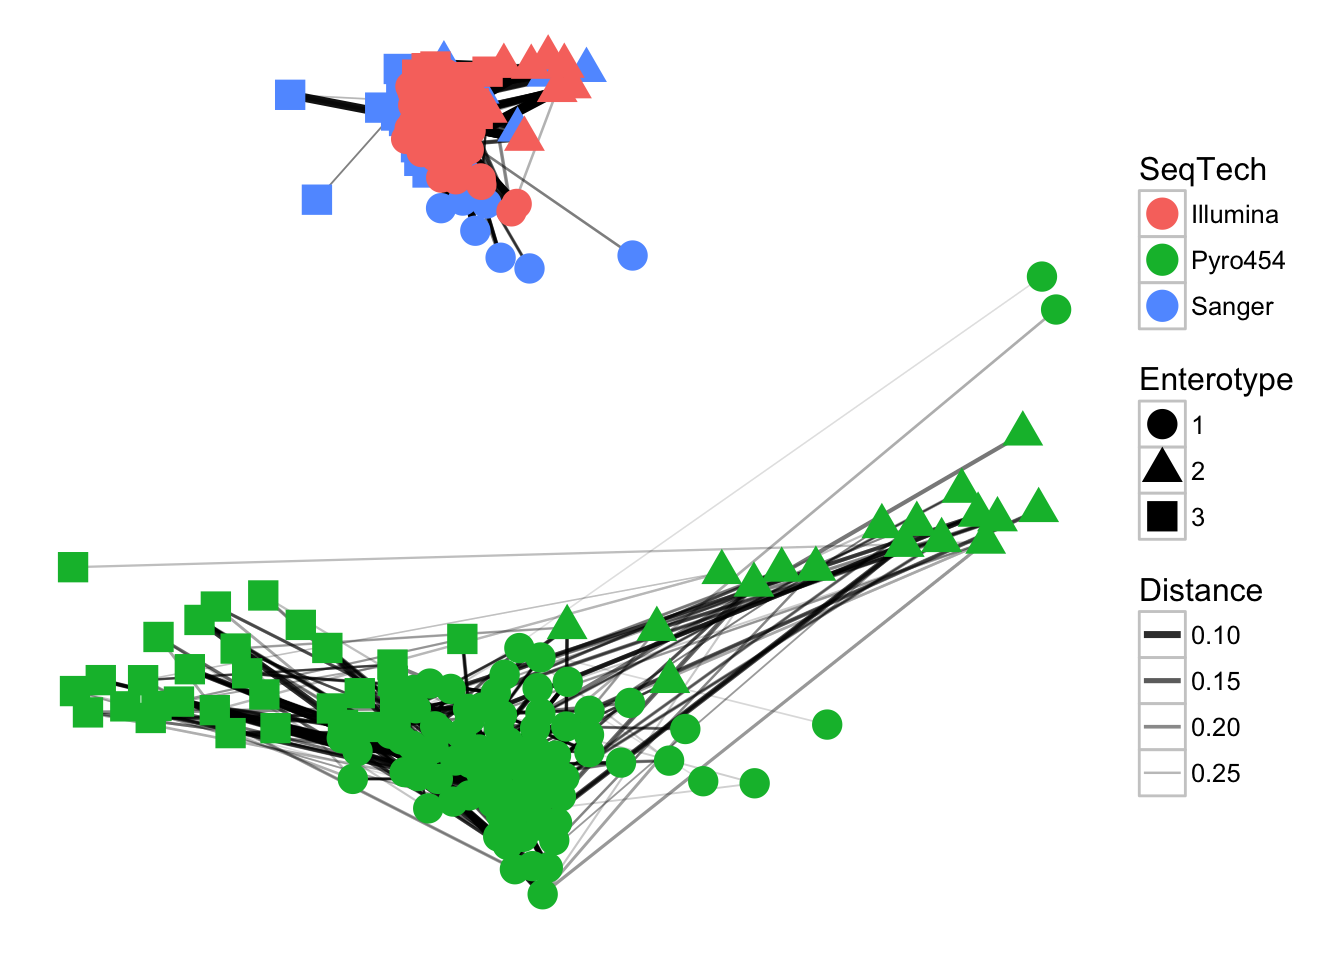 SeqTech
Illumina
Pyro454
Sanger
Enterotype
1
2
3
Distance
0.10
0.15
0.20
0.25